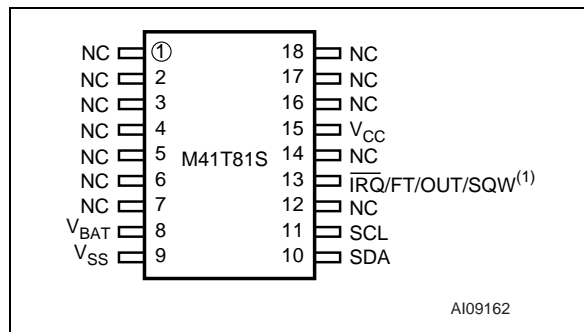 NC ① 18 NC
NC 2 17 NC
NC 3 16 NC
NC 4 15 VCC
NC 5 M41T81S 14 NC
NC 6 13 I̅R̅Q̅/FT/OUT/SQW(1)
NC 7 12 NC
VBAT 8 11 SCL
VSS 9 10 SDA
AI09162